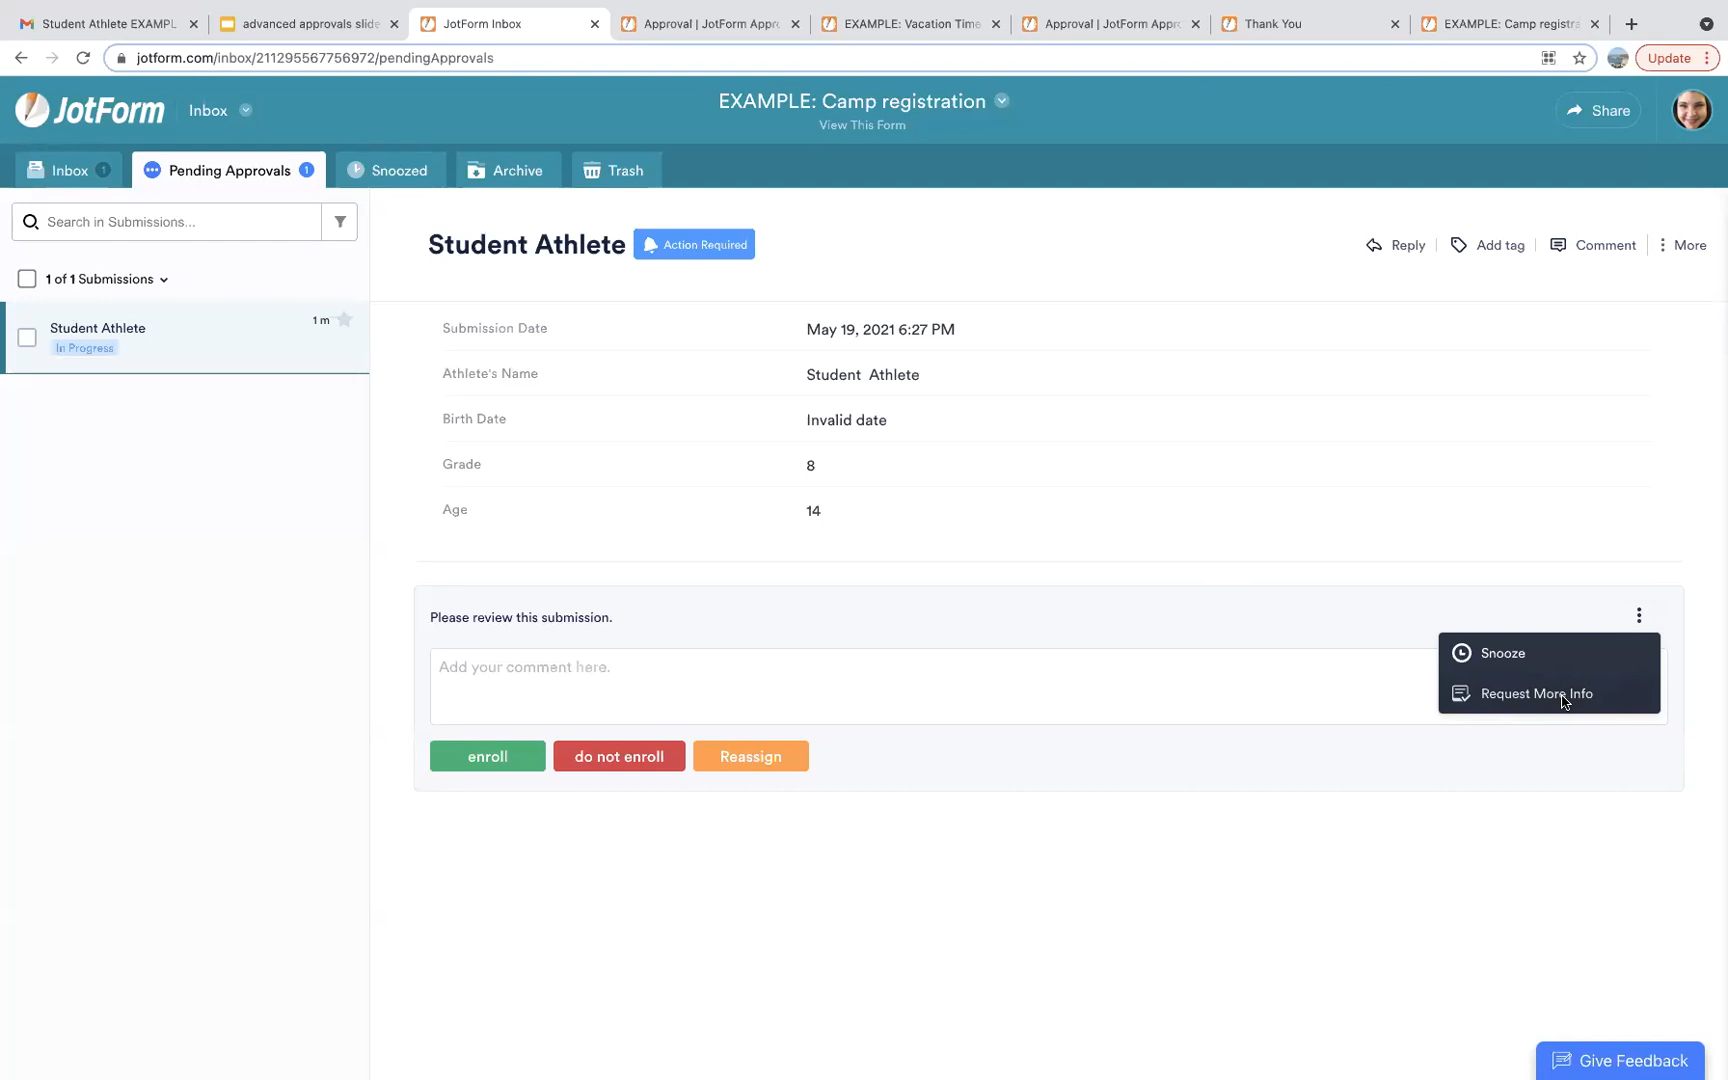 Student Athlete EXAMPL
advanced approvals slide
JotForm Inbox
Approval | JotForm Appro
EXAMPLE: Vacation Time
Approval | JotForm Appro
Thank You
EXAMPLE: Camp registra
jotform.com/inbox/211295567756972/pendingApprovals
Update
JotForm
Inbox
EXAMPLE: Camp registration
View This Form
Share
Inbox 1
Pending Approvals 1
Snoozed
Archive
Trash
Search in Submissions...
1 of 1 Submissions
Student Athlete
1 m
In Progress
Student Athlete
Action Required
Reply
Add tag
Comment
More
Submission Date May 19, 2021 6:27 PM
Athlete's Name Student Athlete
Birth Date Invalid date
Grade 8
Age 14
Please review this submission.
Add your comment here.
Snooze
Request More Info
enroll
do not enroll
Reassign
Give Feedback